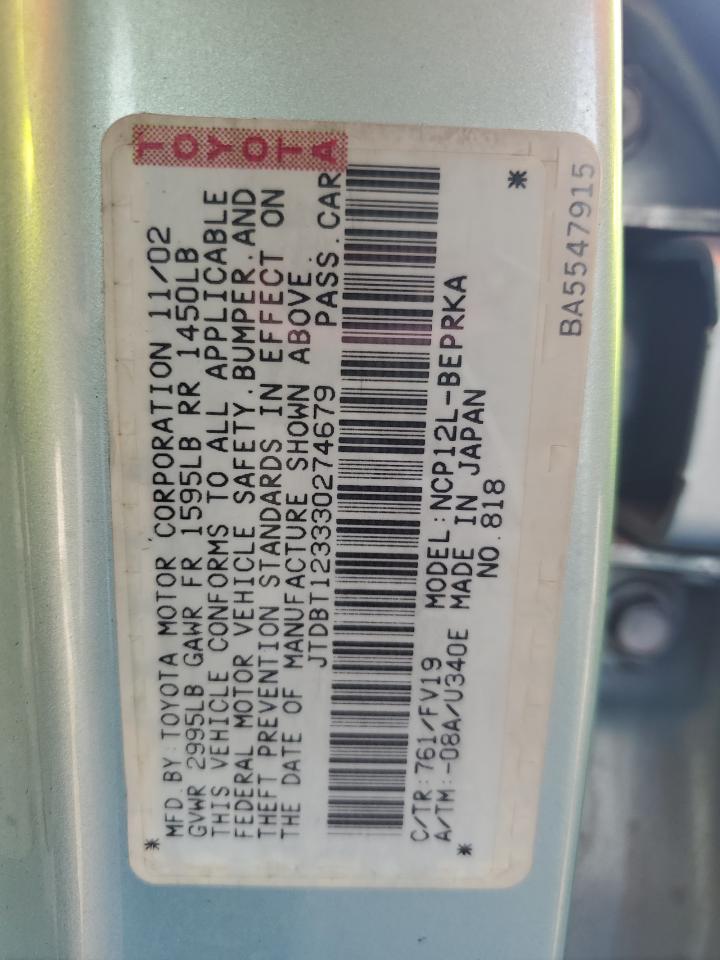 TOYOTA
MFD.BY:TOYOTA MOTOR CORPORATION 11/02
GVWR 2995LB GAWR FR 1595LB RR 1450LB
THIS VEHICLE CONFORMS TO ALL APPLICABLE
FEDERAL MOTOR VEHICLE SAFETY,BUMPER,AND
THEFT PREVENTION STANDARDS IN EFFECT ON
THE DATE OF MANUFACTURE SHOWN ABOVE.
JTDBT123330274679 PASS.CAR
C/TR:761/FV19 MODEL:NCP12L-BEPRKA
A/TM:-08A/U340E MADE IN JAPAN
* NO.818 *
BA5547915
*